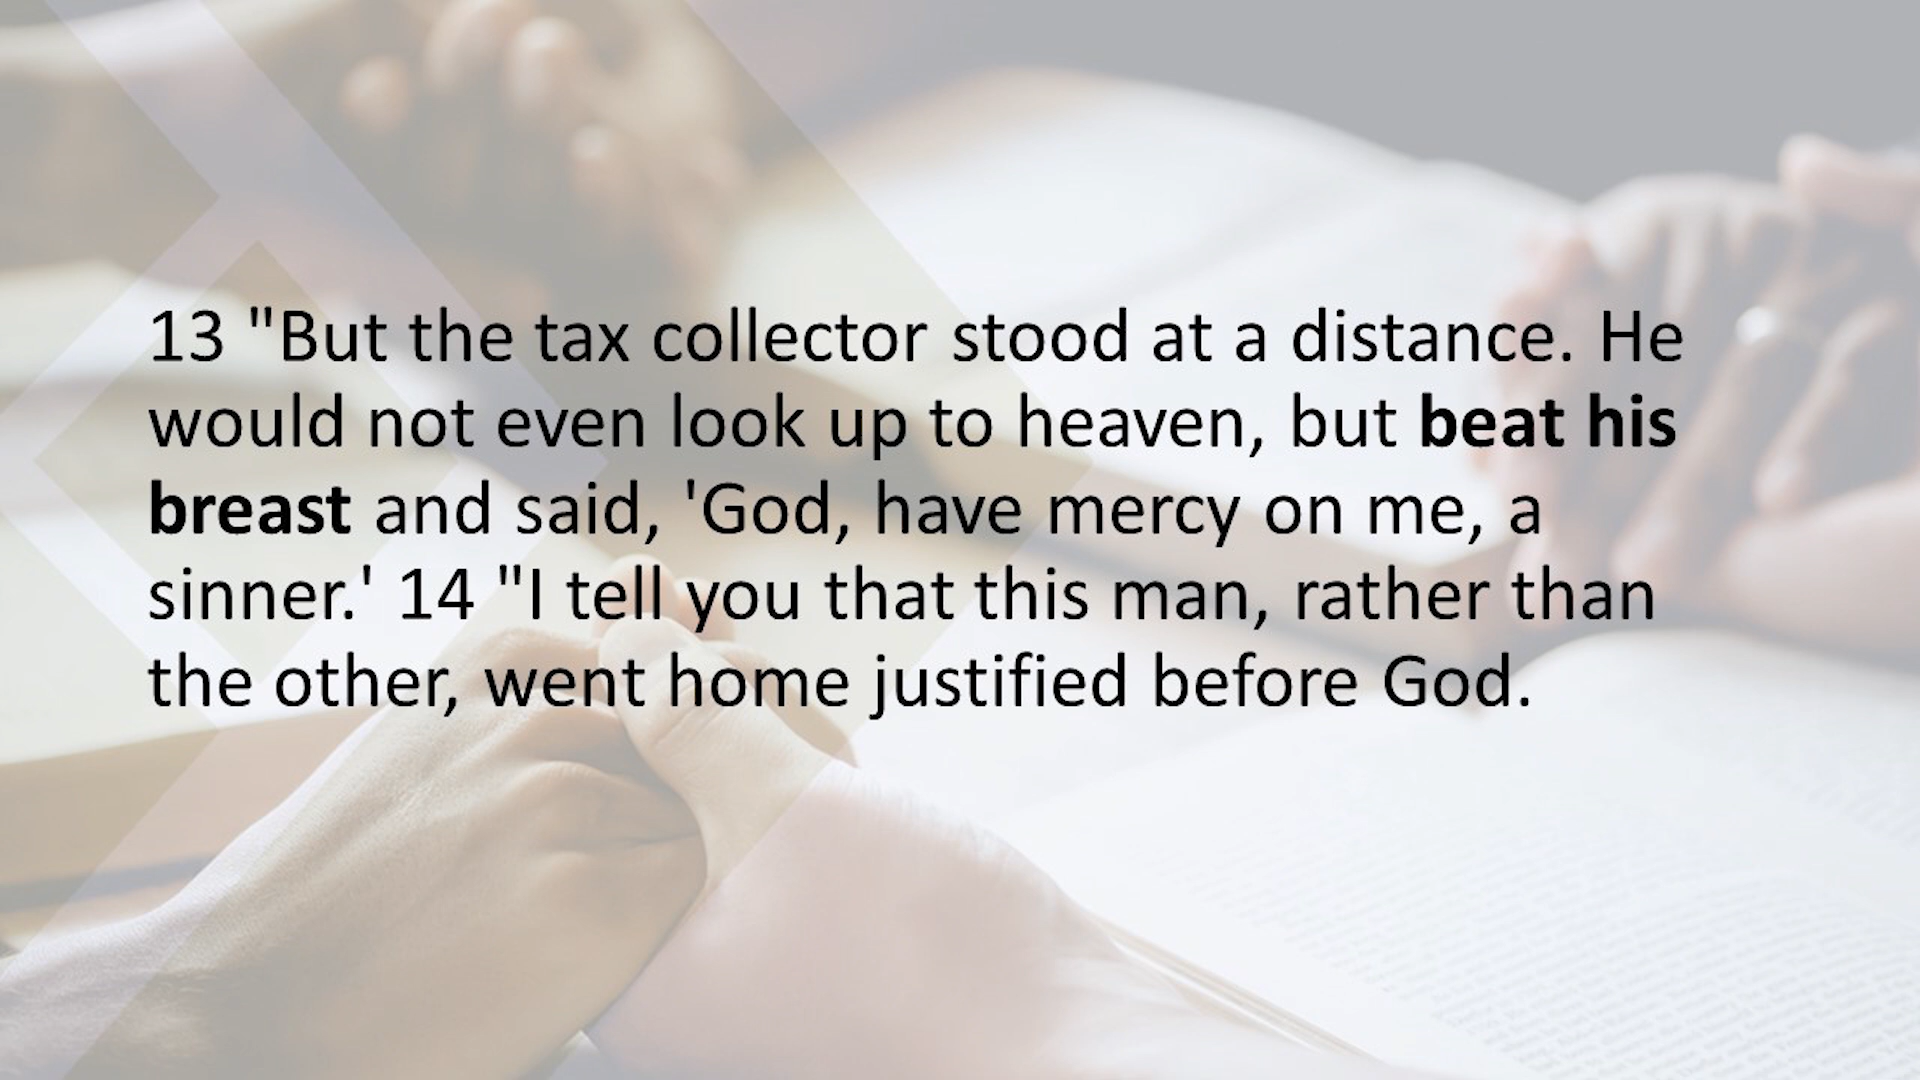 13 "But the tax collector stood at a distance. He
would not even look up to heaven, but beat his
breast and said, 'God, have mercy on me, a
sinner.' 14 "I tell you that this man, rather than
the other, went home justified before God.